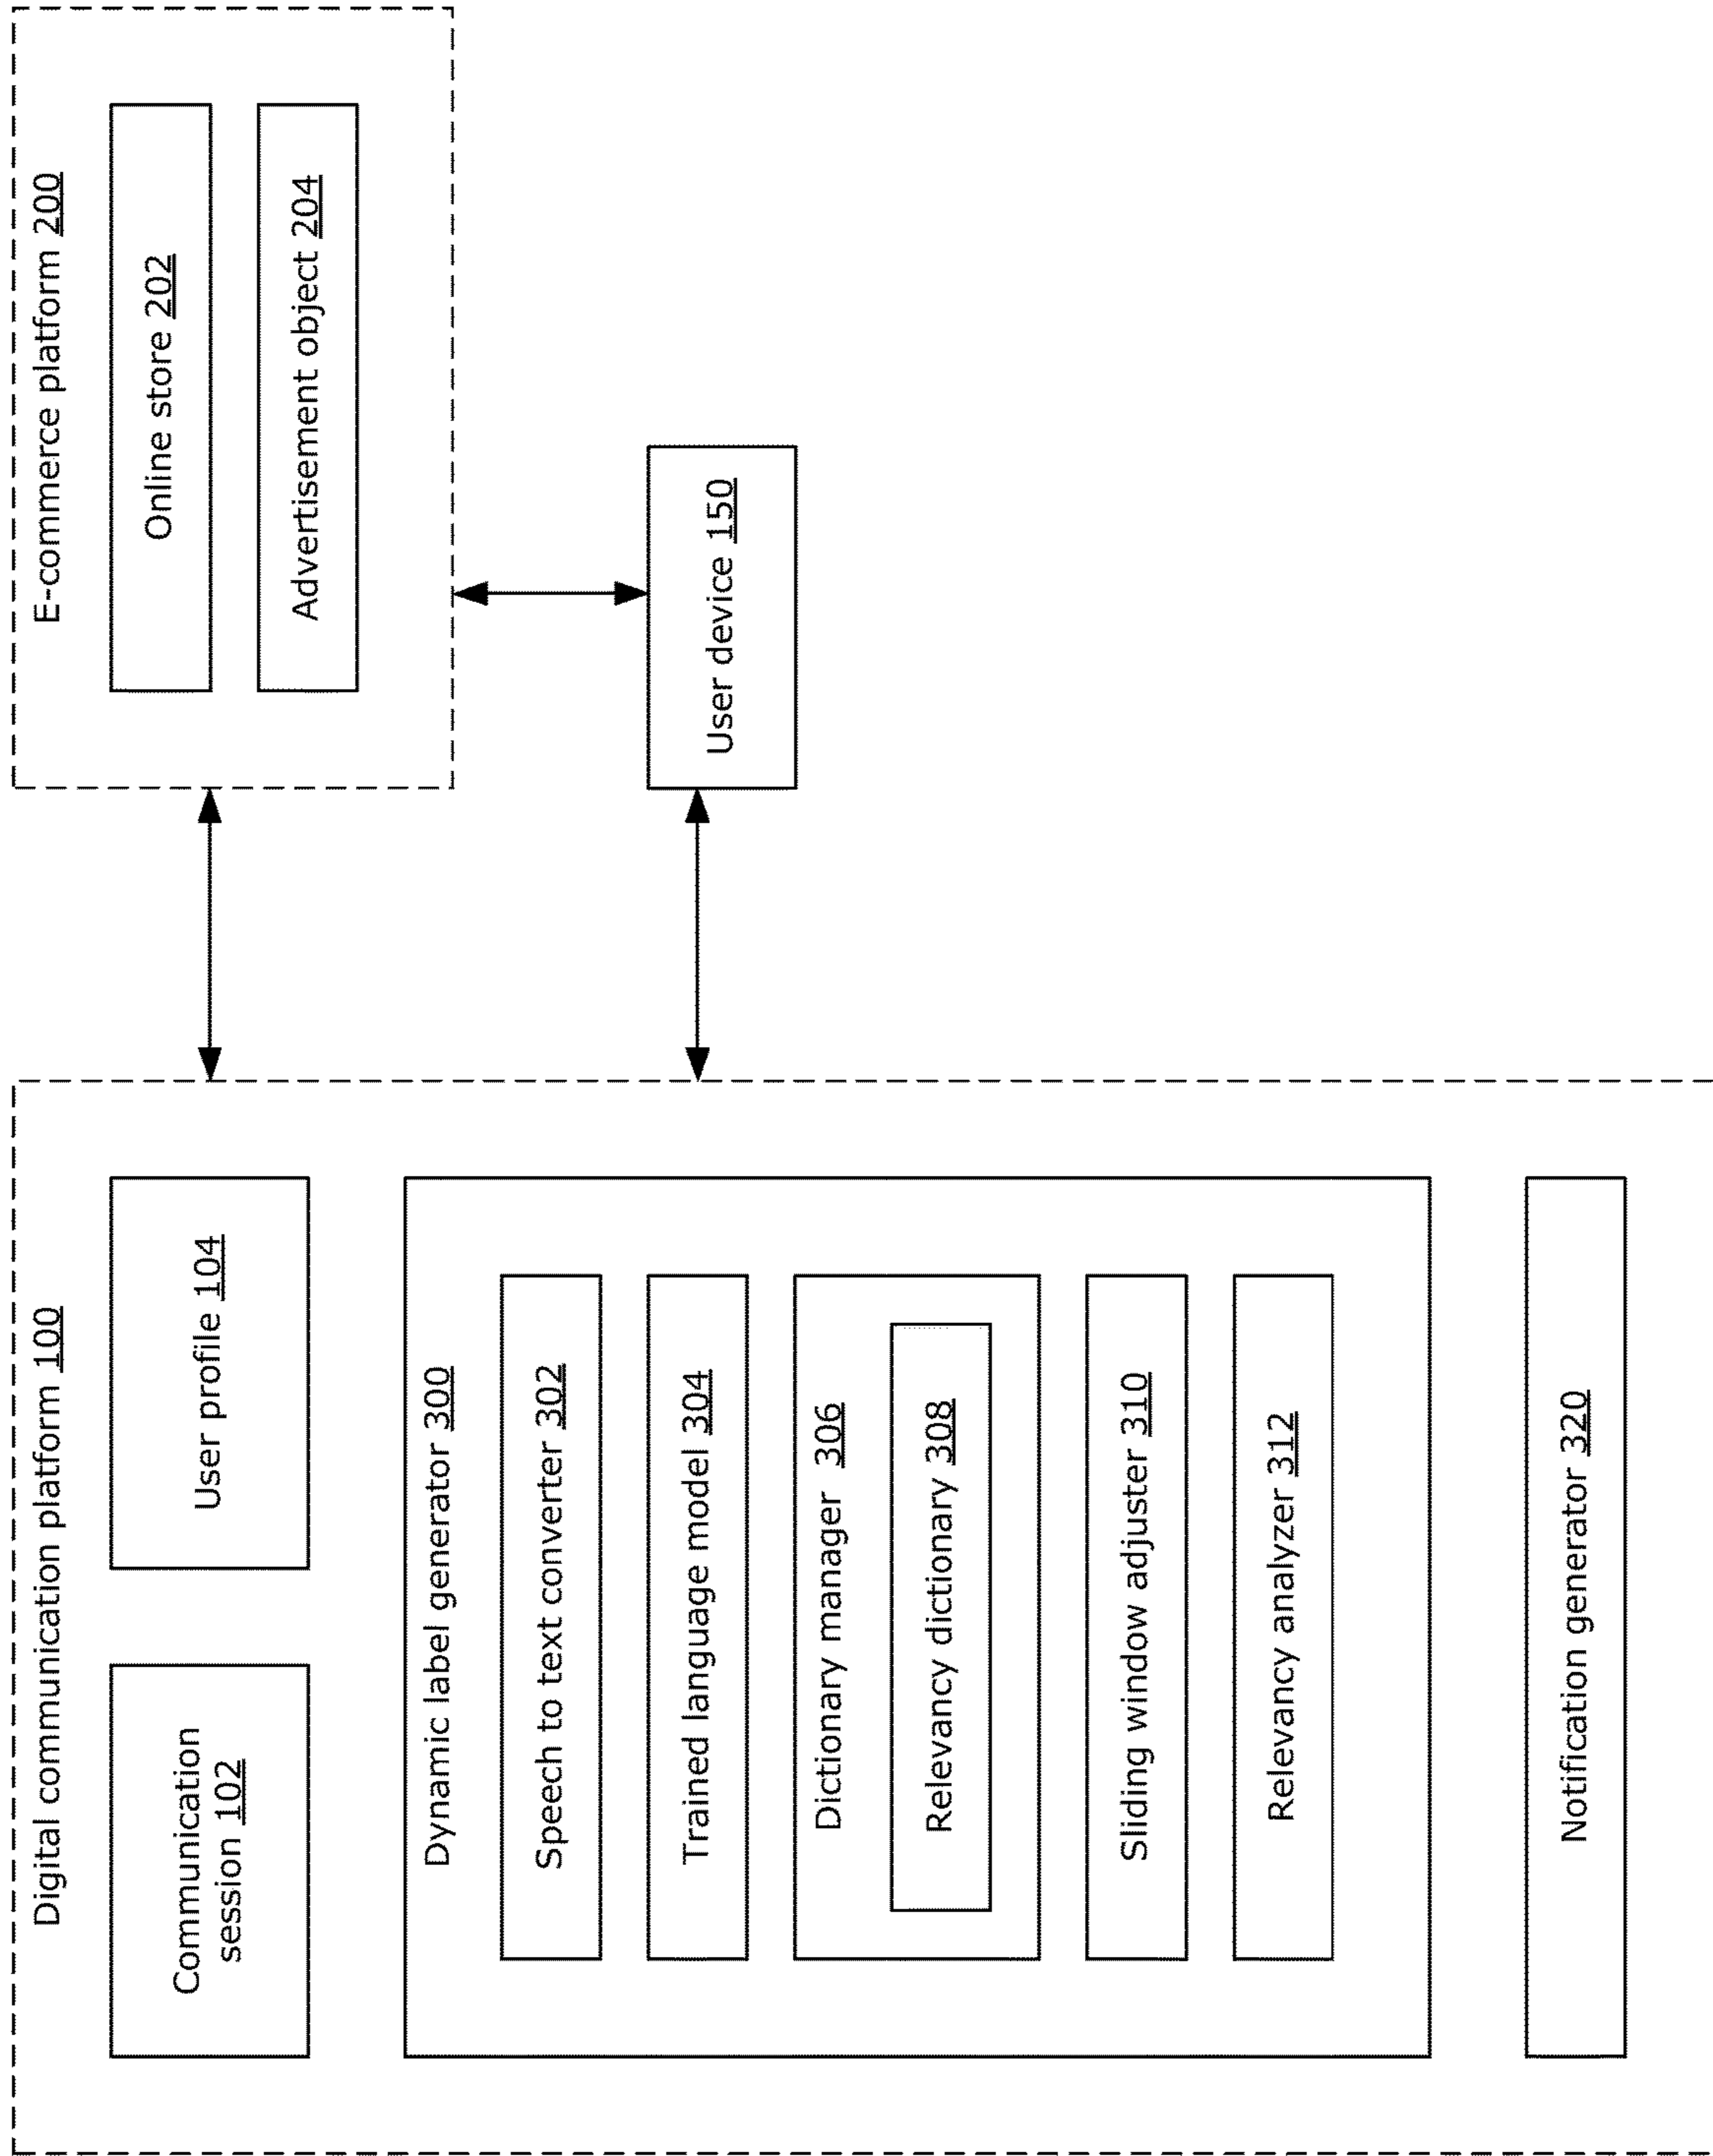 Digital communication platform 100
Communication
session 102
User profile 104
Dynamic label generator 300
Speech to text converter 302
Trained language model 304
Dictionary manager 306
Relevancy dictionary 308
Sliding window adjuster 310
Relevancy analyzer 312
Notification generator 320
E-commerce platform 200
Online store 202
Advertisement object 204
User device 150